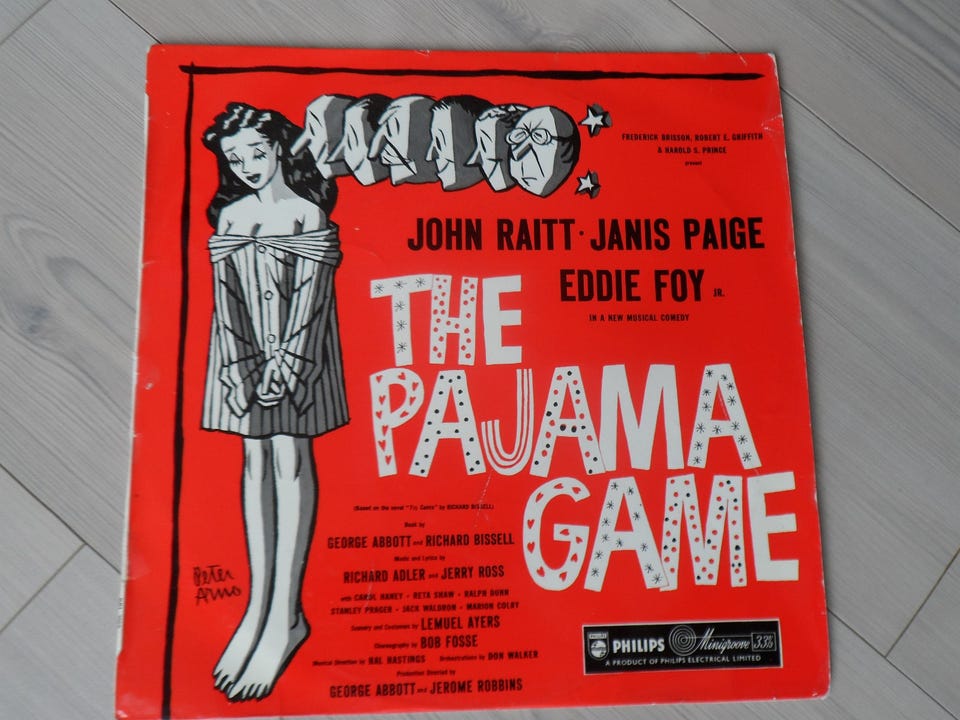 FREDERICK BRISSON, ROBERT E. GRIFFITH
& HAROLD S. PRINCE
present
JOHN RAITT · JANIS PAIGE
EDDIE FOY JR.
IN A NEW MUSICAL COMEDY
THE
PAJAMA
GAME
(Based on the novel "7½ Cents" by RICHARD BISSELL)
Book by
GEORGE ABBOTT and RICHARD BISSELL
Music and Lyrics by
RICHARD ADLER and JERRY ROSS
with CAROL HANEY · RETA SHAW · RALPH DUNN
STANLEY PRAGER · JACK WALDRON · MARION COLBY
Scenery and Costumes by LEMUEL AYERS
Choreography by BOB FOSSE
Musical Direction by HAL HASTINGS Orchestrations by DON WALKER
Production Directed by
GEORGE ABBOTT and JEROME ROBBINS
Peter
Arno
PHILIPS
PHILIPS Minigroove 33⅓
A PRODUCT OF PHILIPS ELECTRICAL LIMITED